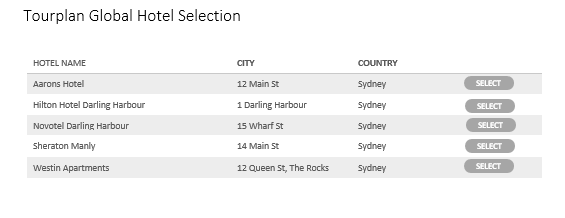 Tourplan Global Hotel Selection
HOTEL NAME CITY COUNTRY
Aarons Hotel 12 Main St Sydney SELECT
Hilton Hotel Darling Harbour 1 Darling Harbour Sydney SELECT
Novotel Darling Harbour 15 Wharf St Sydney SELECT
Sheraton Manly 14 Main St Sydney SELECT
Westin Apartments 12 Queen St, The Rocks Sydney SELECT